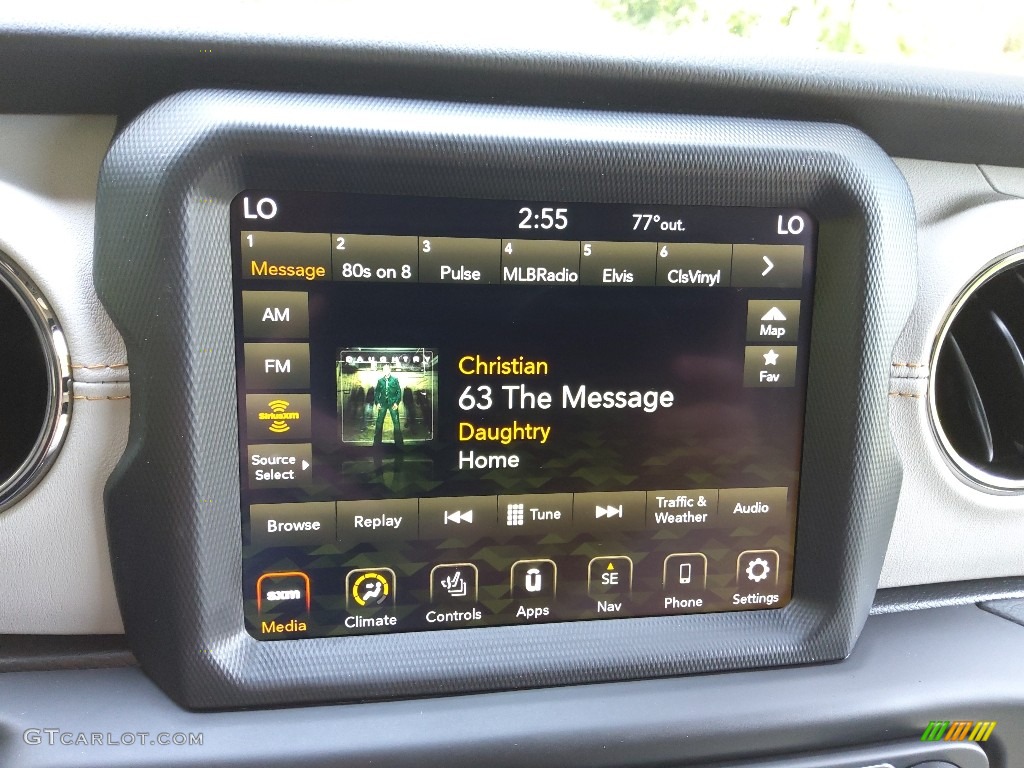 LO 2:55 77°out. LO
1 Message 2 80s on 8 3 Pulse 4 MLBRadio 5 Elvis 6 ClsVinyl
AM
FM
SiriusXM
Source
Select
Map
Fav
DAUGHTRY
Christian
63 The Message
Daughtry
Home
Browse Replay Tune Traffic &
Weather Audio
sxm
Media Climate Controls Apps SE
Nav Phone Settings
GTCARLOT.COM